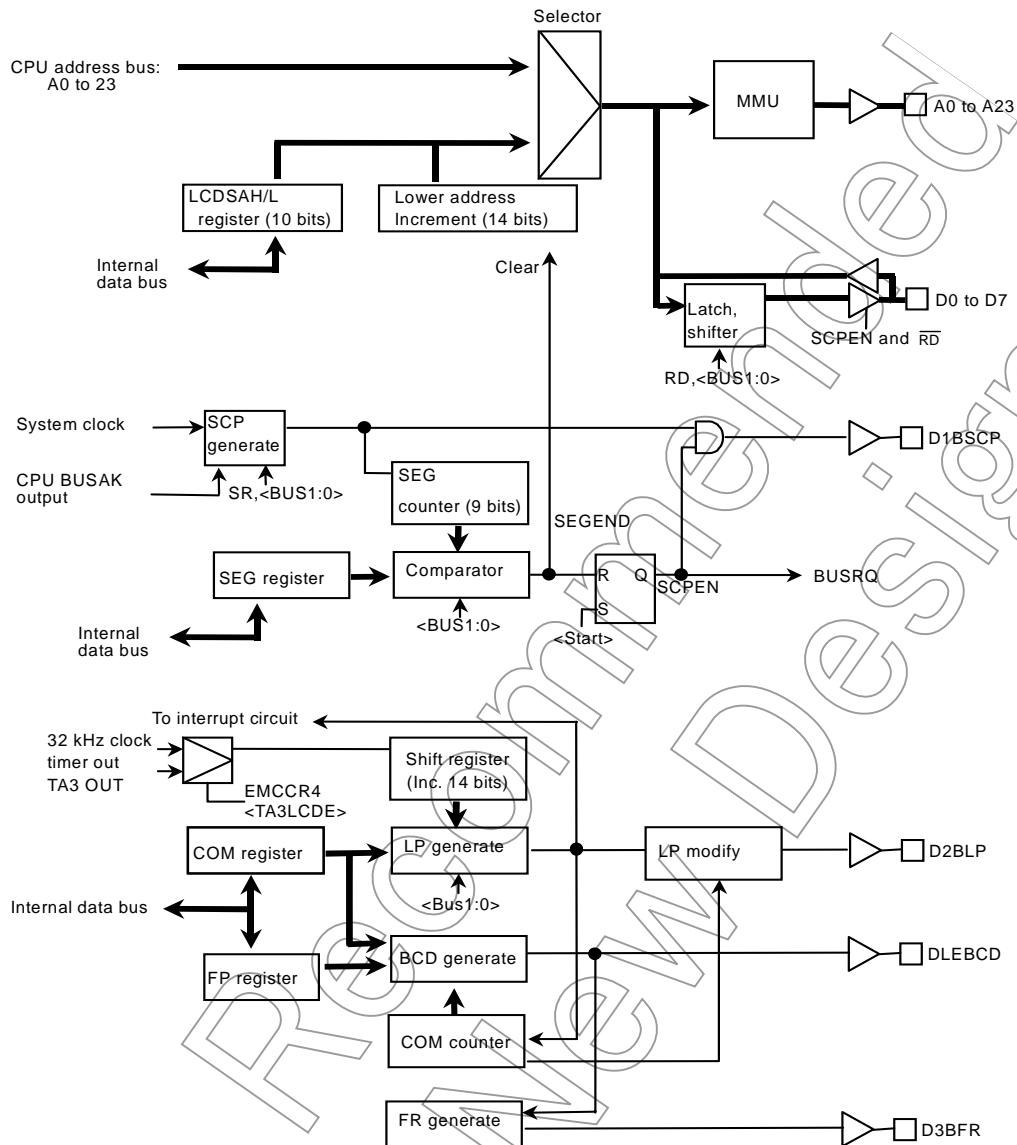 Selector
CPU address bus:
A0 to 23
MMU
A0 to A23
LCDSAH/L
register (10 bits)
Lower address
Increment (14 bits)
Internal
data bus
Clear
Latch,
shifter
D0 to D7
SCPEN and RD
RD,<BUS1:0>
System clock
SCP
generate
D1BSCP
CPU BUSAK
output
SR,<BUS1:0>
SEG
counter (9 bits)
SEGEND
SEG register
Comparator
R
Q
SCPEN
BUSRQ
S
<BUS1:0>
<Start>
Internal
data bus
To interrupt circuit
32 kHz clock
timer out
TA3 OUT
Shift register
(Inc. 14 bits)
EMCCR4
<TA3LCDE>
COM register
LP generate
LP modify
D2BLP
<Bus1:0>
Internal data bus
BCD generate
DLEBCD
FP register
COM counter
FR generate
D3BFR
Recommended
New Design